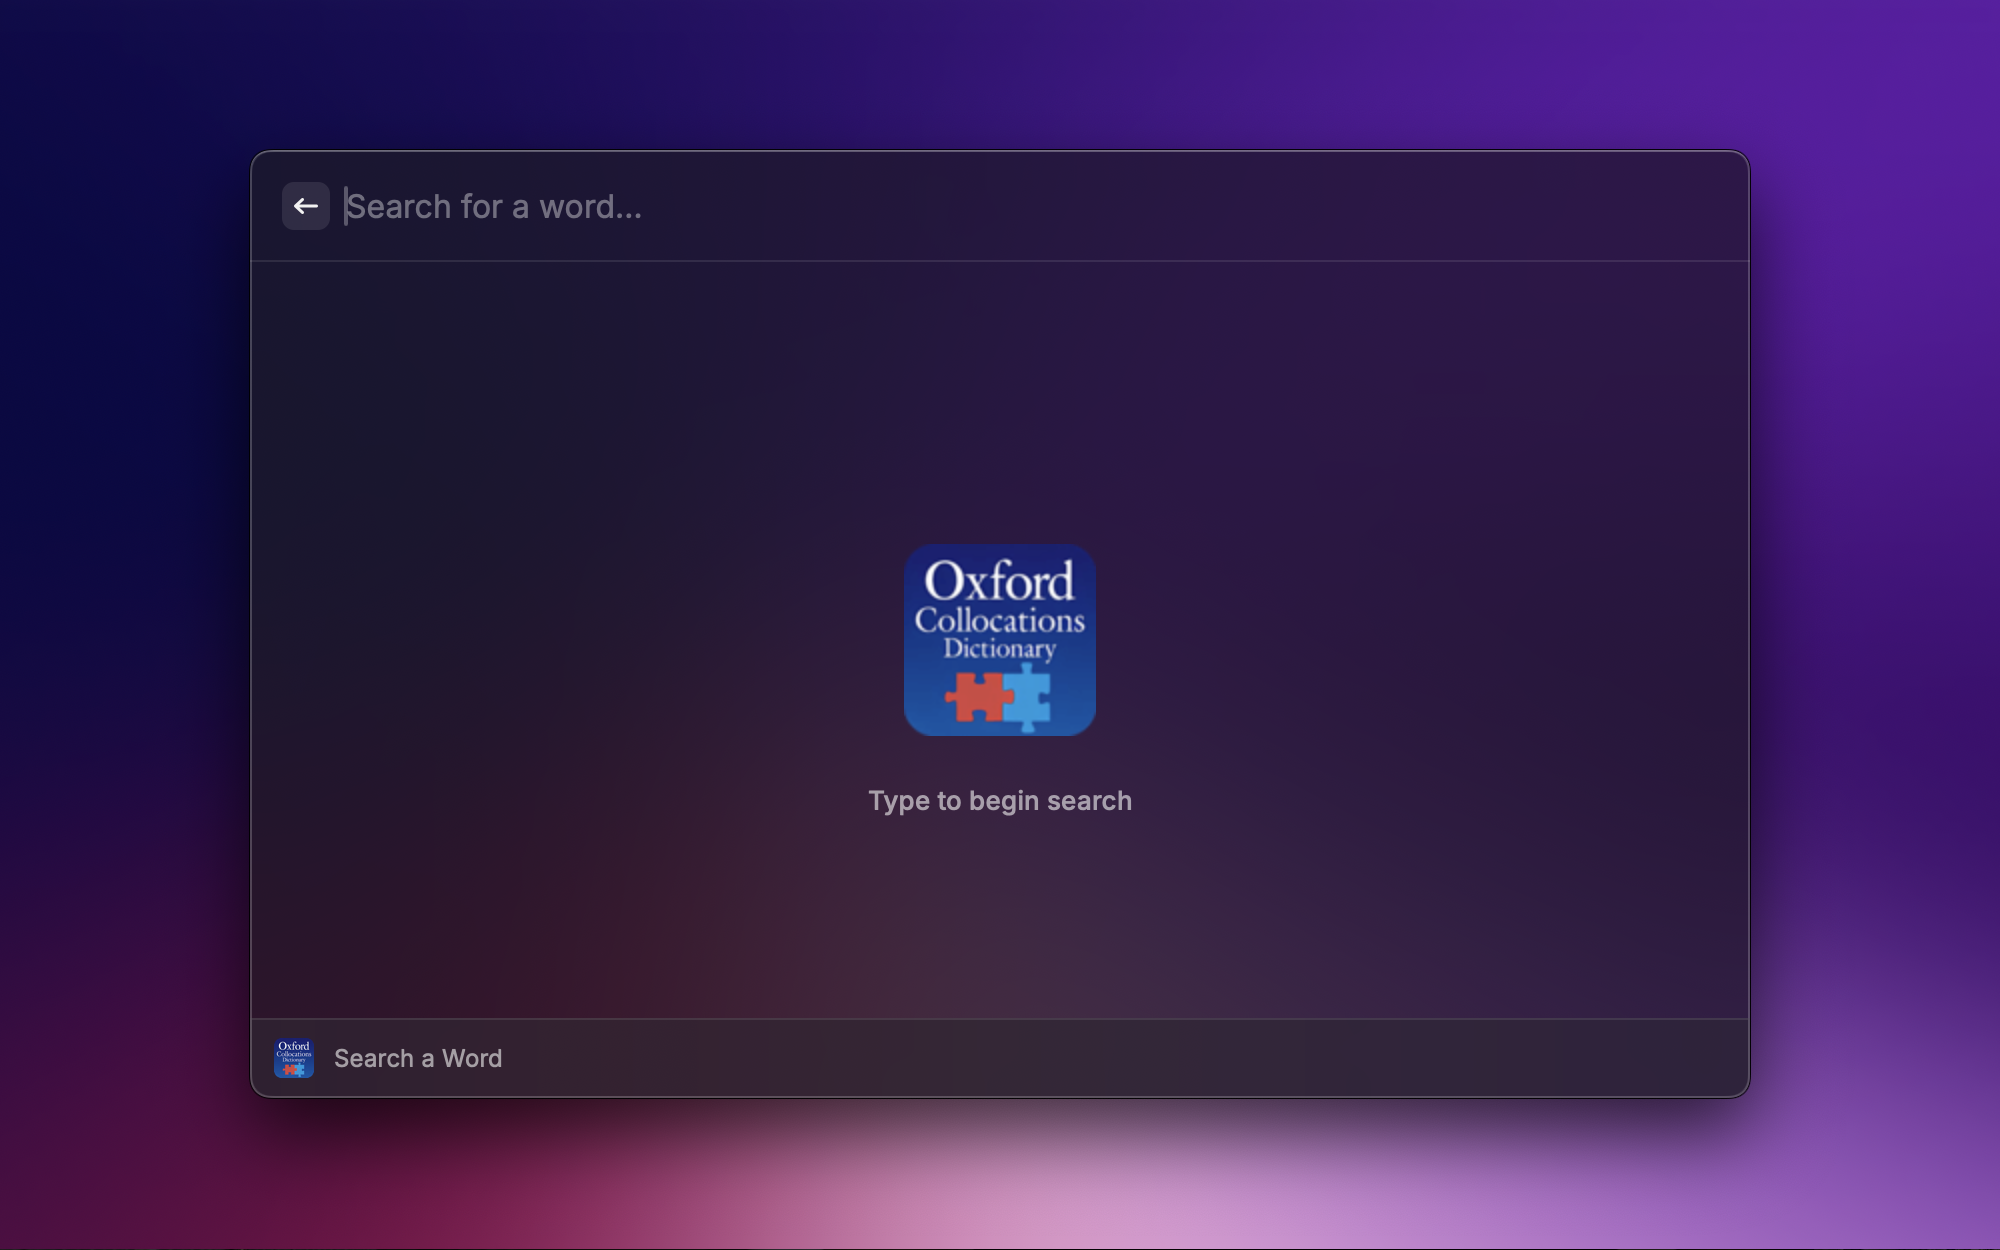 Search for a word...
Oxford
Collocations
Dictionary
Type to begin search
Oxford
Collocations
Dictionary
Search a Word